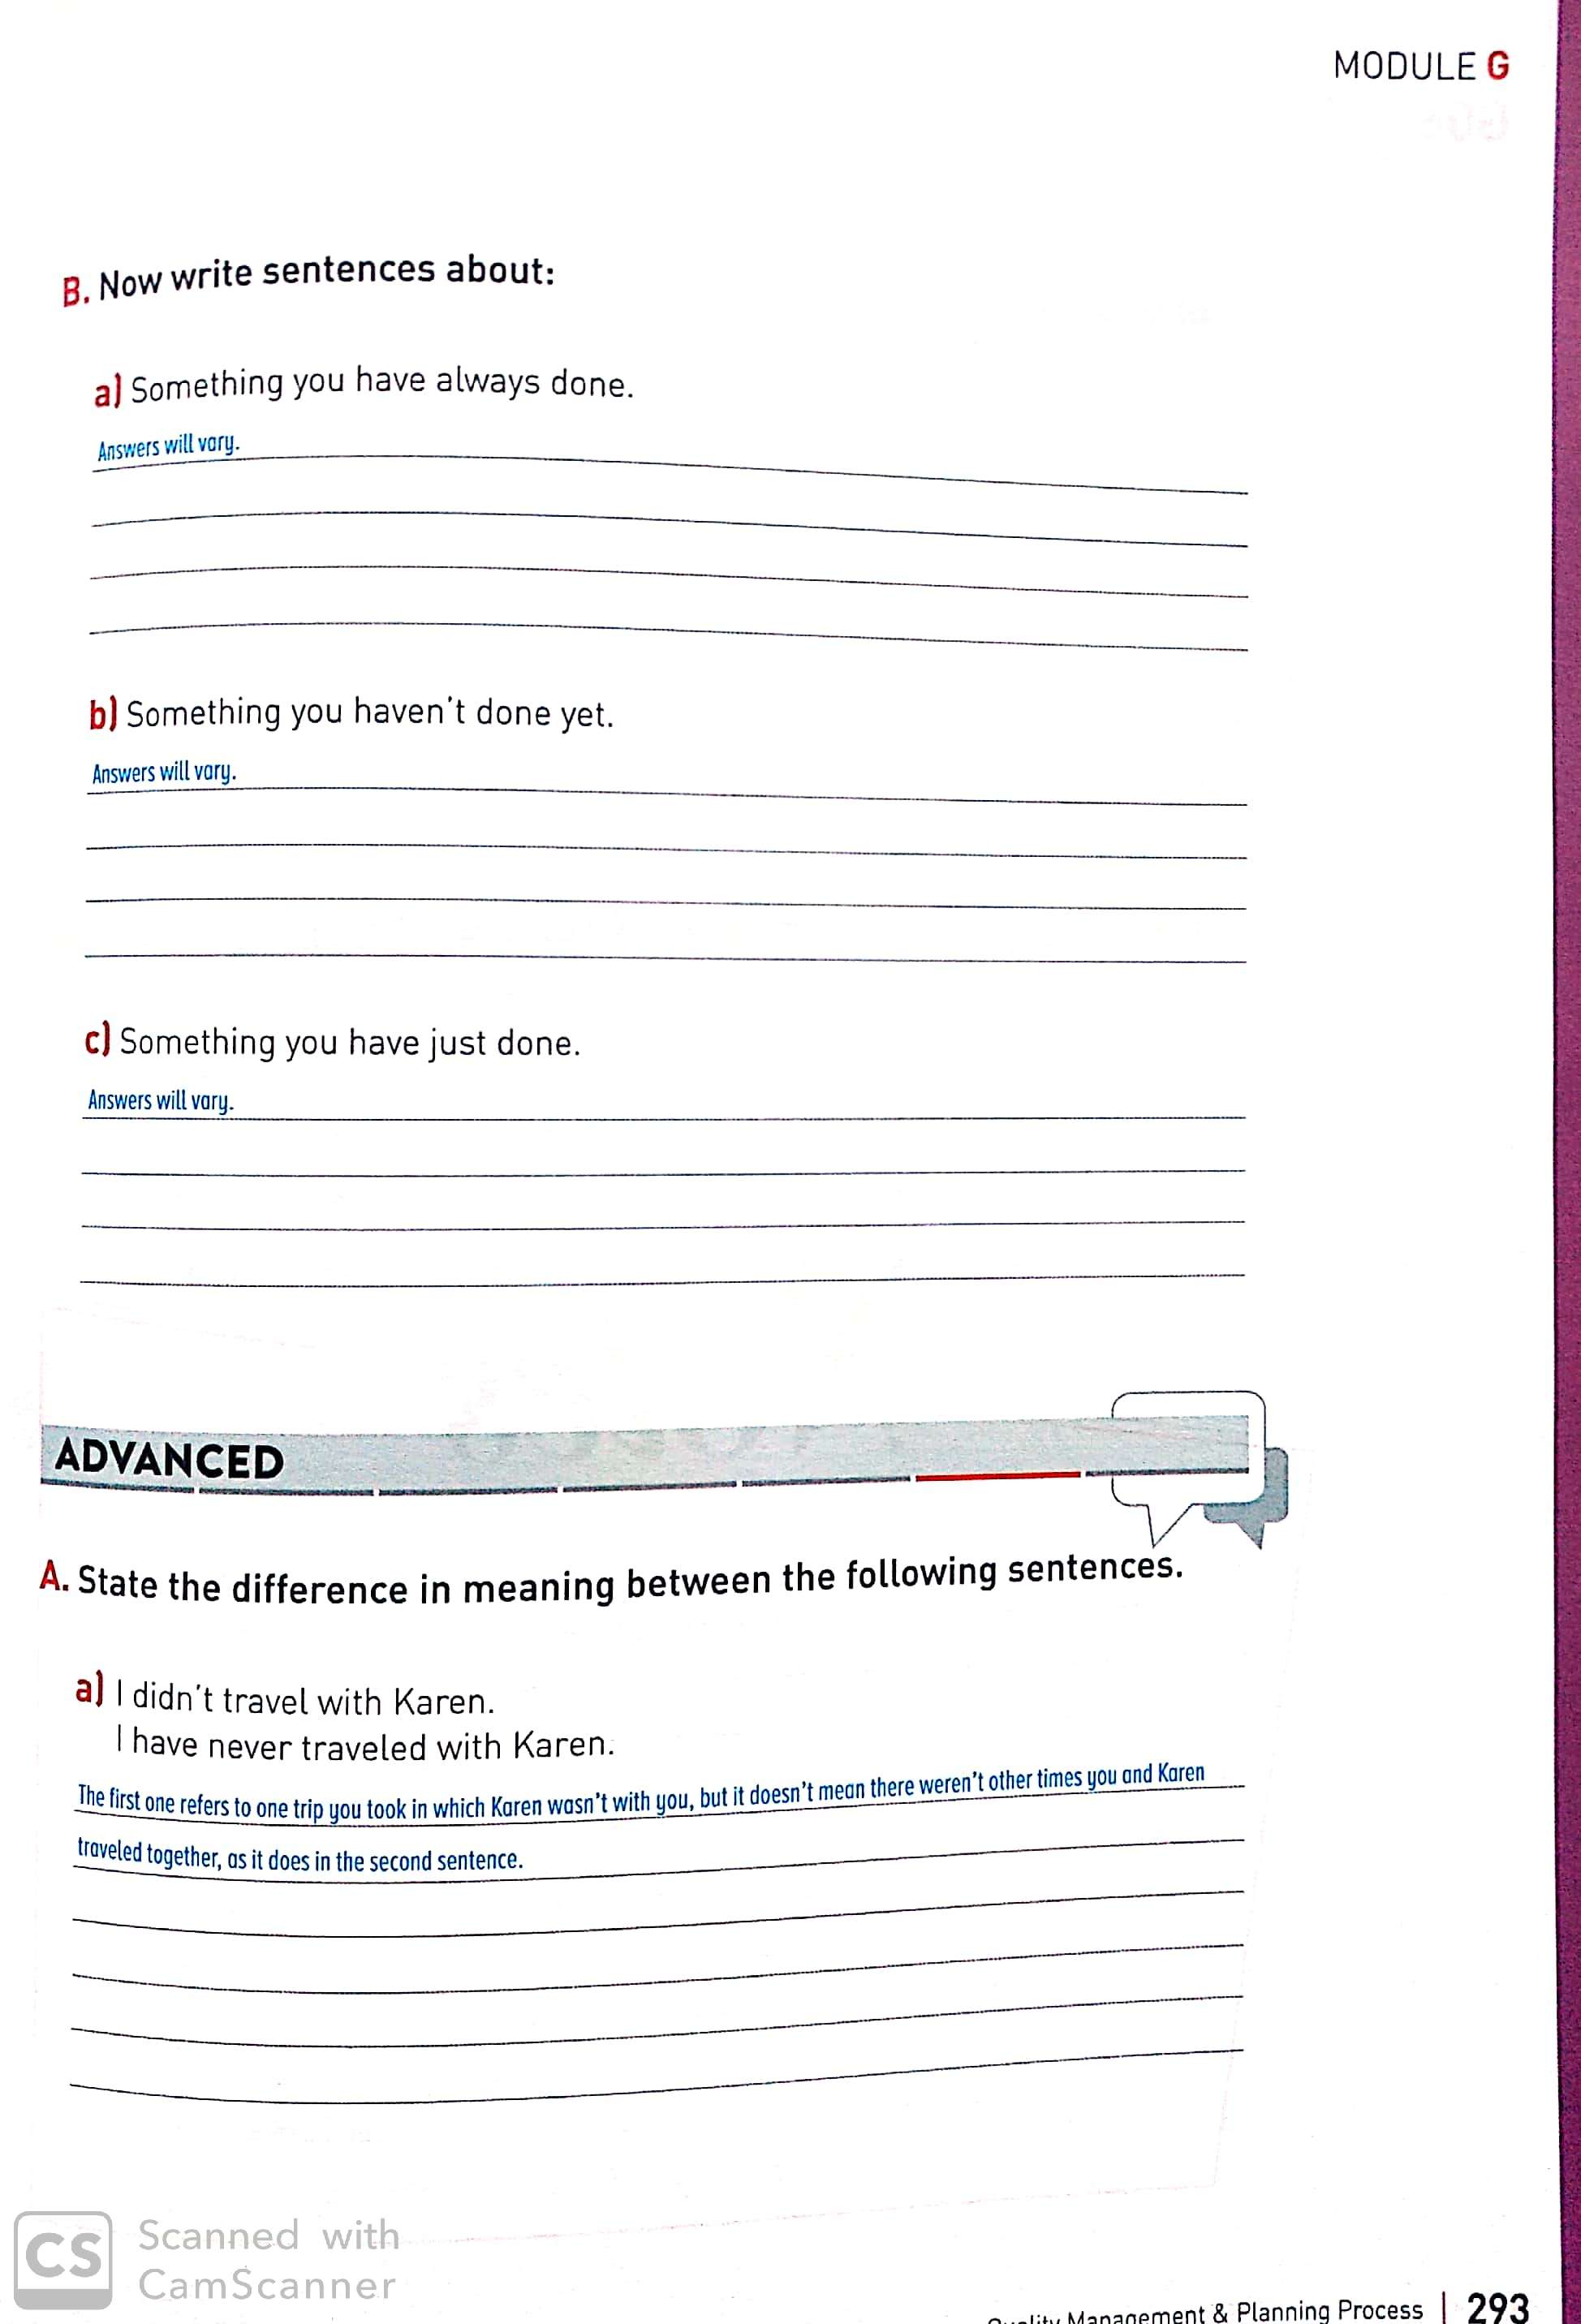 MODULE G
B. Now write sentences about:
a) Something you have always done.
Answers will vary.
b) Something you haven't done yet.
Answers will vary.
c) Something you have just done.
Answers will vary.
ADVANCED
A. State the difference in meaning between the following sentences.
a) I didn't travel with Karen.
I have never traveled with Karen.
The first one refers to one trip you took in which Karen wasn't with you, but it doesn't mean there weren't other times you and Karen
traveled together, as it does in the second sentence.
CS Scanned with
CamScanner
Quality Management & Planning Process | 293